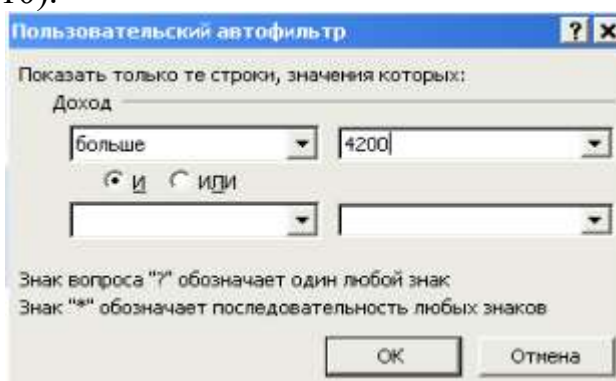 10).
Пользовательский автофильтр
Показать только те строки, значения которых:
Доход
больше 4200
И ИЛИ
Знак вопроса "?" обозначает один любой знак
Знак "*" обозначает последовательность любых знаков
ОК Отмена